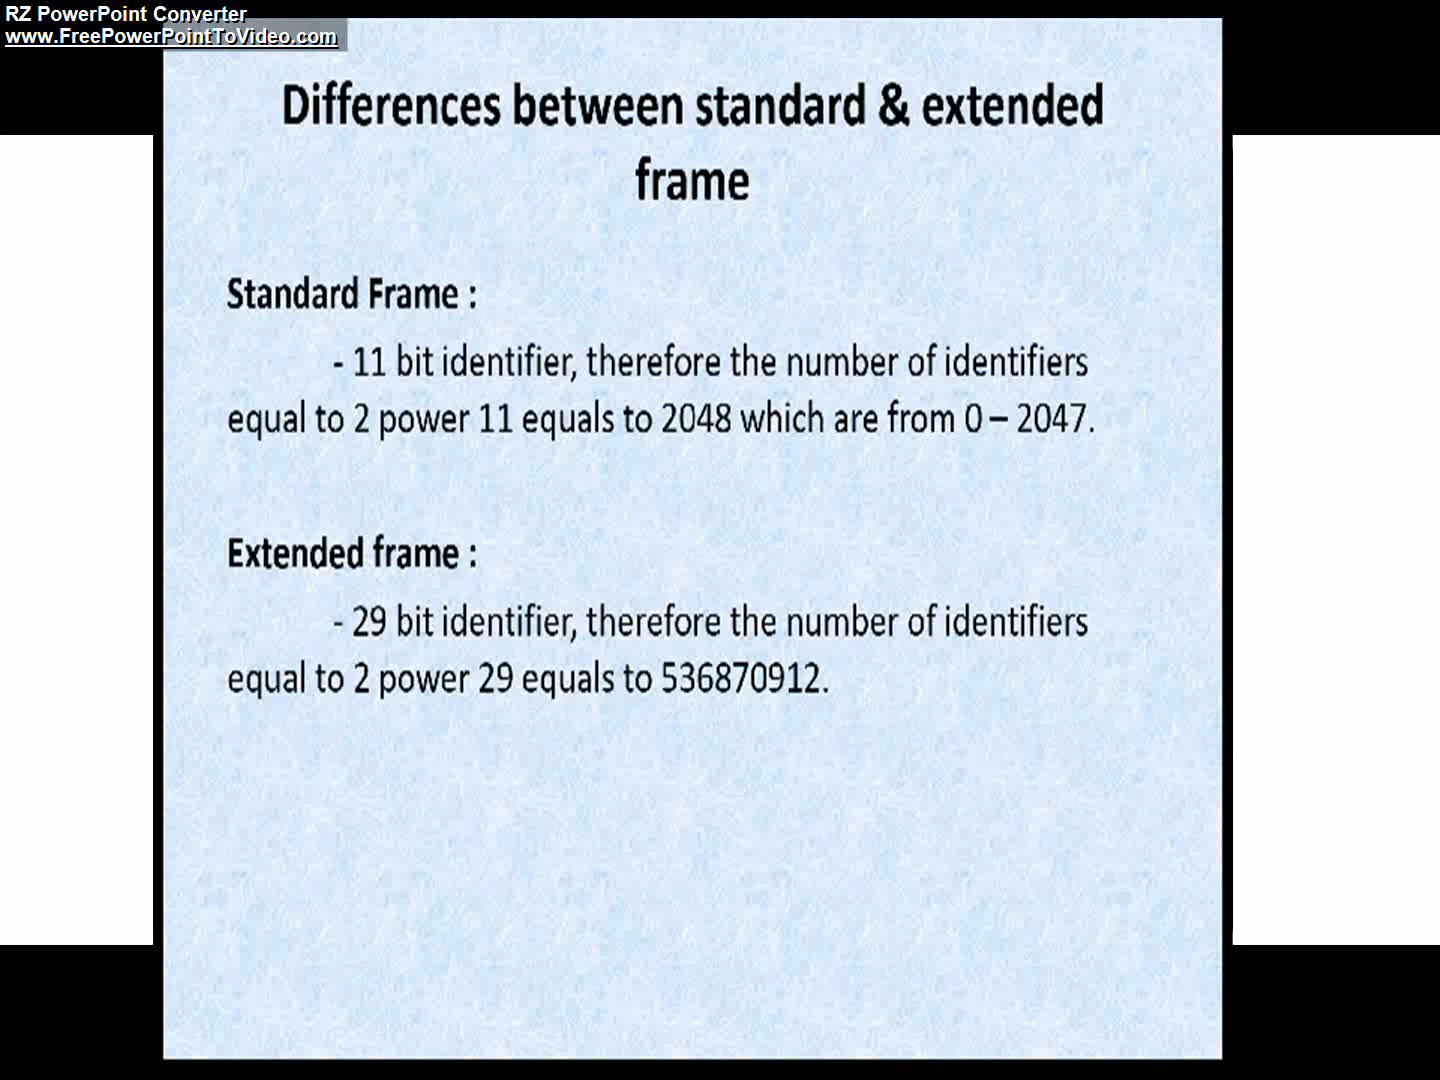 RZ PowerPoint Converter
www.FreePowerPointToVideo.com
Differences between standard & extended
frame
Standard Frame :
- 11 bit identifier, therefore the number of identifiers
equal to 2 power 11 equals to 2048 which are from 0 – 2047.
Extended frame :
- 29 bit identifier, therefore the number of identifiers
equal to 2 power 29 equals to 536870912.